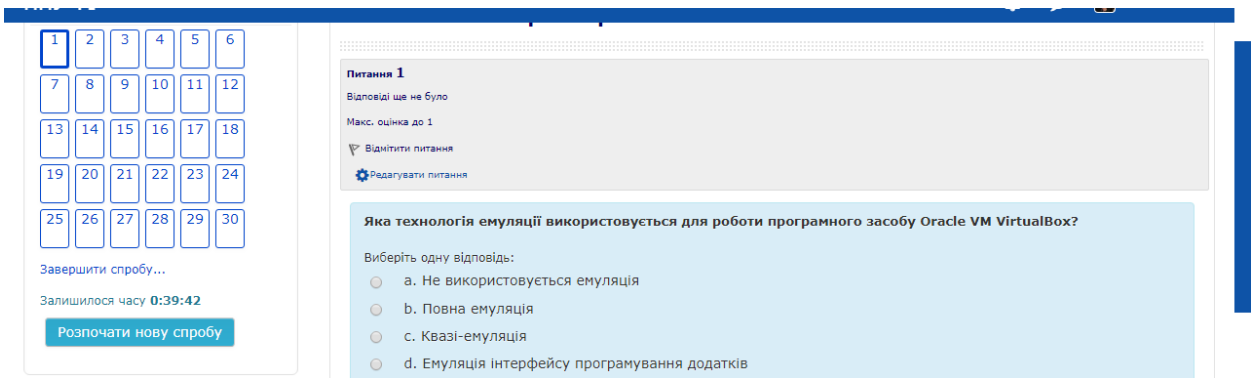 1 2 3 4 5 6
7 8 9 10 11 12
13 14 15 16 17 18
19 20 21 22 23 24
25 26 27 28 29 30
Завершити спробу...
Залишилося часу 0:39:42
Розпочати нову спробу
Питання 1
Відповіді ще не було
Макс. оцінка до 1
Відмітити питання
Редагувати питання
Яка технологія емуляції використовується для роботи програмного засобу Oracle VM VirtualBox?
Виберіть одну відповідь:
a. Не використовується емуляція
b. Повна емуляція
c. Квазі-емуляція
d. Емуляція інтерфейсу програмування додатків